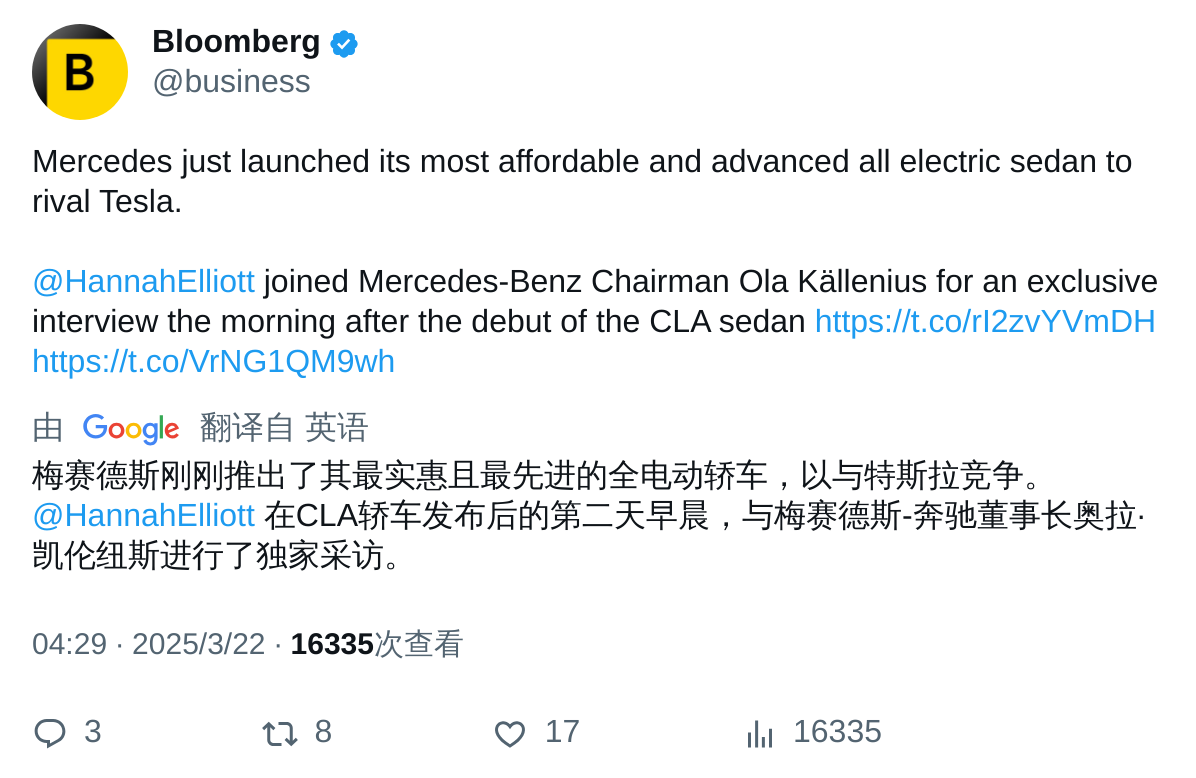 B
Bloomberg
@business
Mercedes just launched its most affordable and advanced all electric sedan to
rival Tesla.
@HannahElliott joined Mercedes-Benz Chairman Ola Källenius for an exclusive
interview the morning after the debut of the CLA sedan https://t.co/rI2zvYVmDH
https://t.co/VrNG1QM9wh
由 Google 翻译自 英语
梅赛德斯刚刚推出了其最实惠且最先进的全电动轿车，以与特斯拉竞争。
@HannahElliott 在CLA轿车发布后的第二天早晨，与梅赛德斯-奔驰董事长奥拉·
凯伦纽斯进行了独家采访。
04:29 · 2025/3/22 · 16335次查看
3 8 17 16335